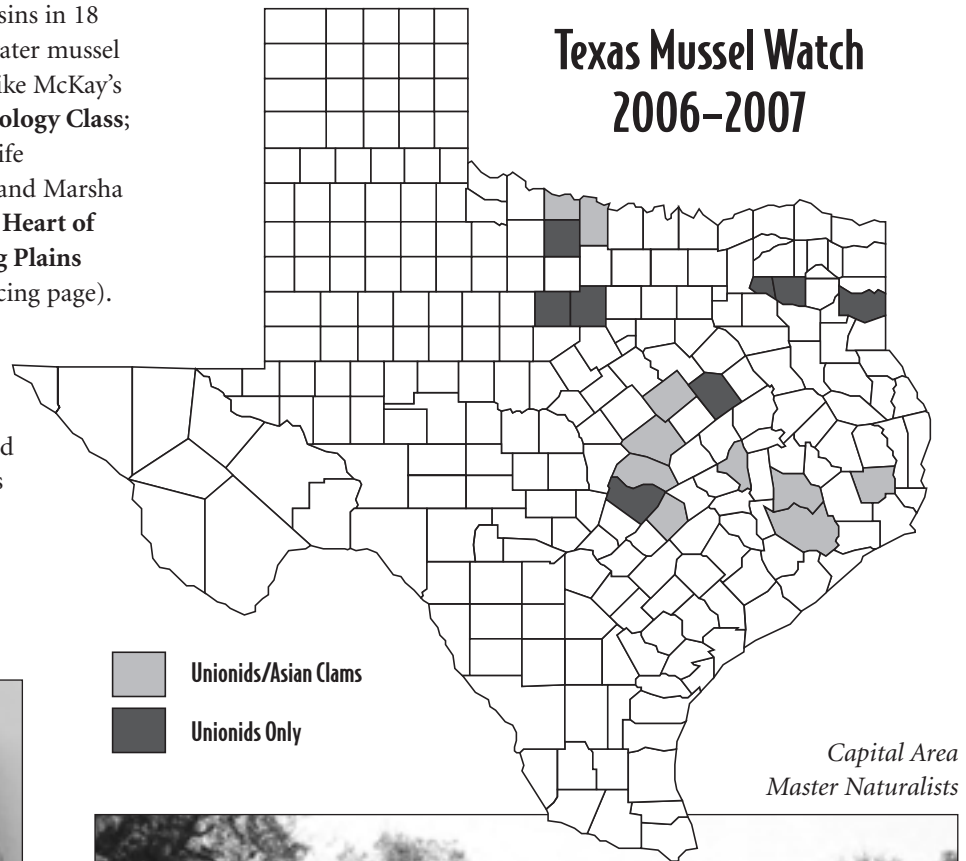 sins in 18
ater mussel
ike McKay's
ology Class;
ife
and Marsha
Heart of
g Plains
cing page).
d
s
Texas Mussel Watch
2006–2007
Unionids/Asian Clams
Unionids Only
Capital Area
Master Naturalists